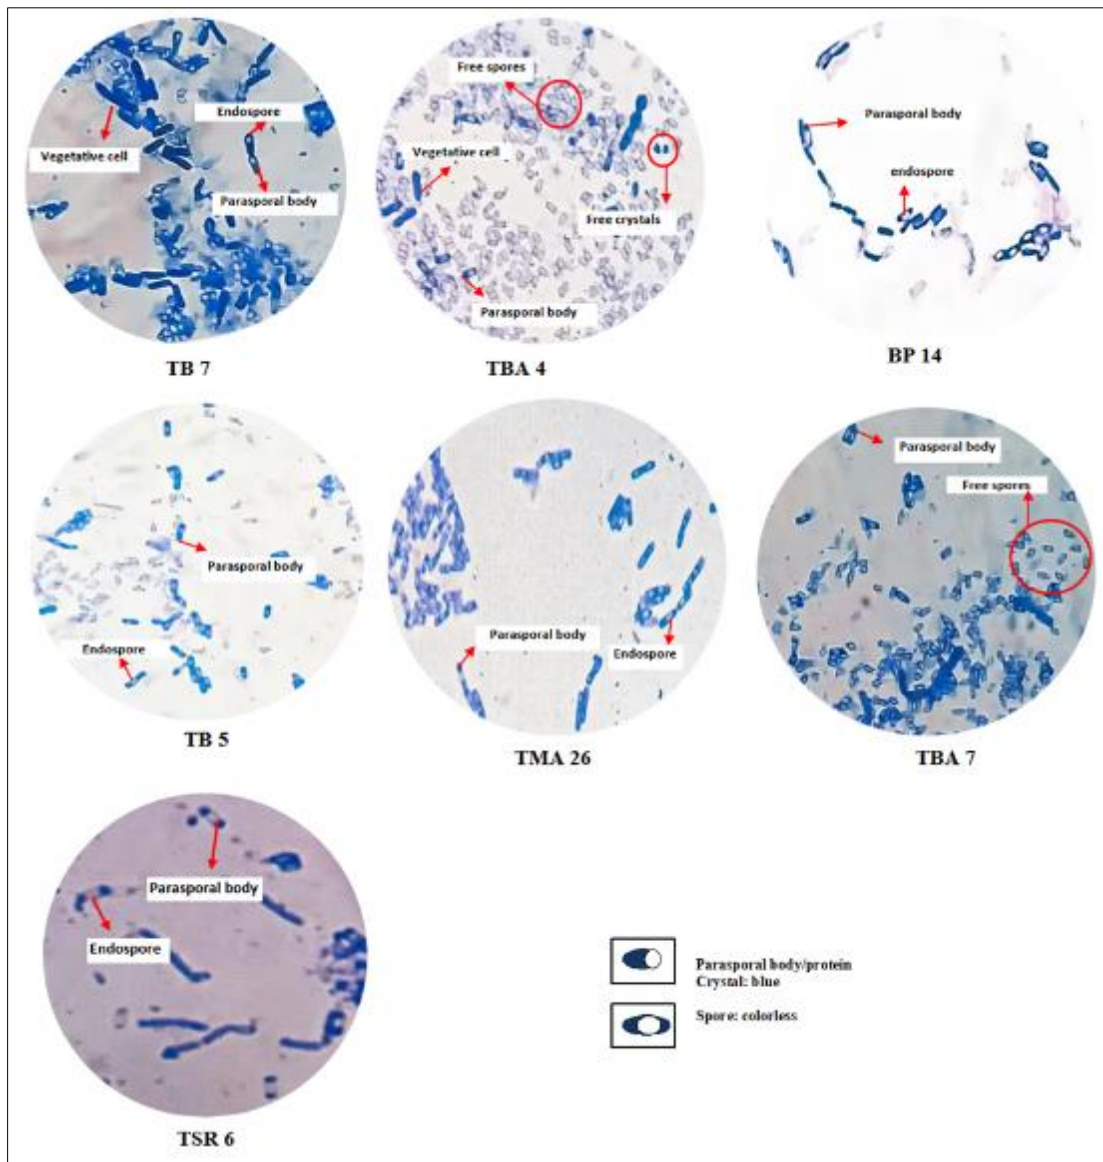 Endospore
Vegetative cell
Parasporal body
TB 7
Free spores
Vegetative cell
Free crystals
Parasporal body
TBA 4
Parasporal body
endospore
BP 14
Parasporal body
Endospore
TB 5
Parasporal body
Endospore
TMA 26
Parasporal body
Free spores
TBA 7
Parasporal body
Endospore
TSR 6
Parasporal body/protein
Crystal: blue
Spore: colorless